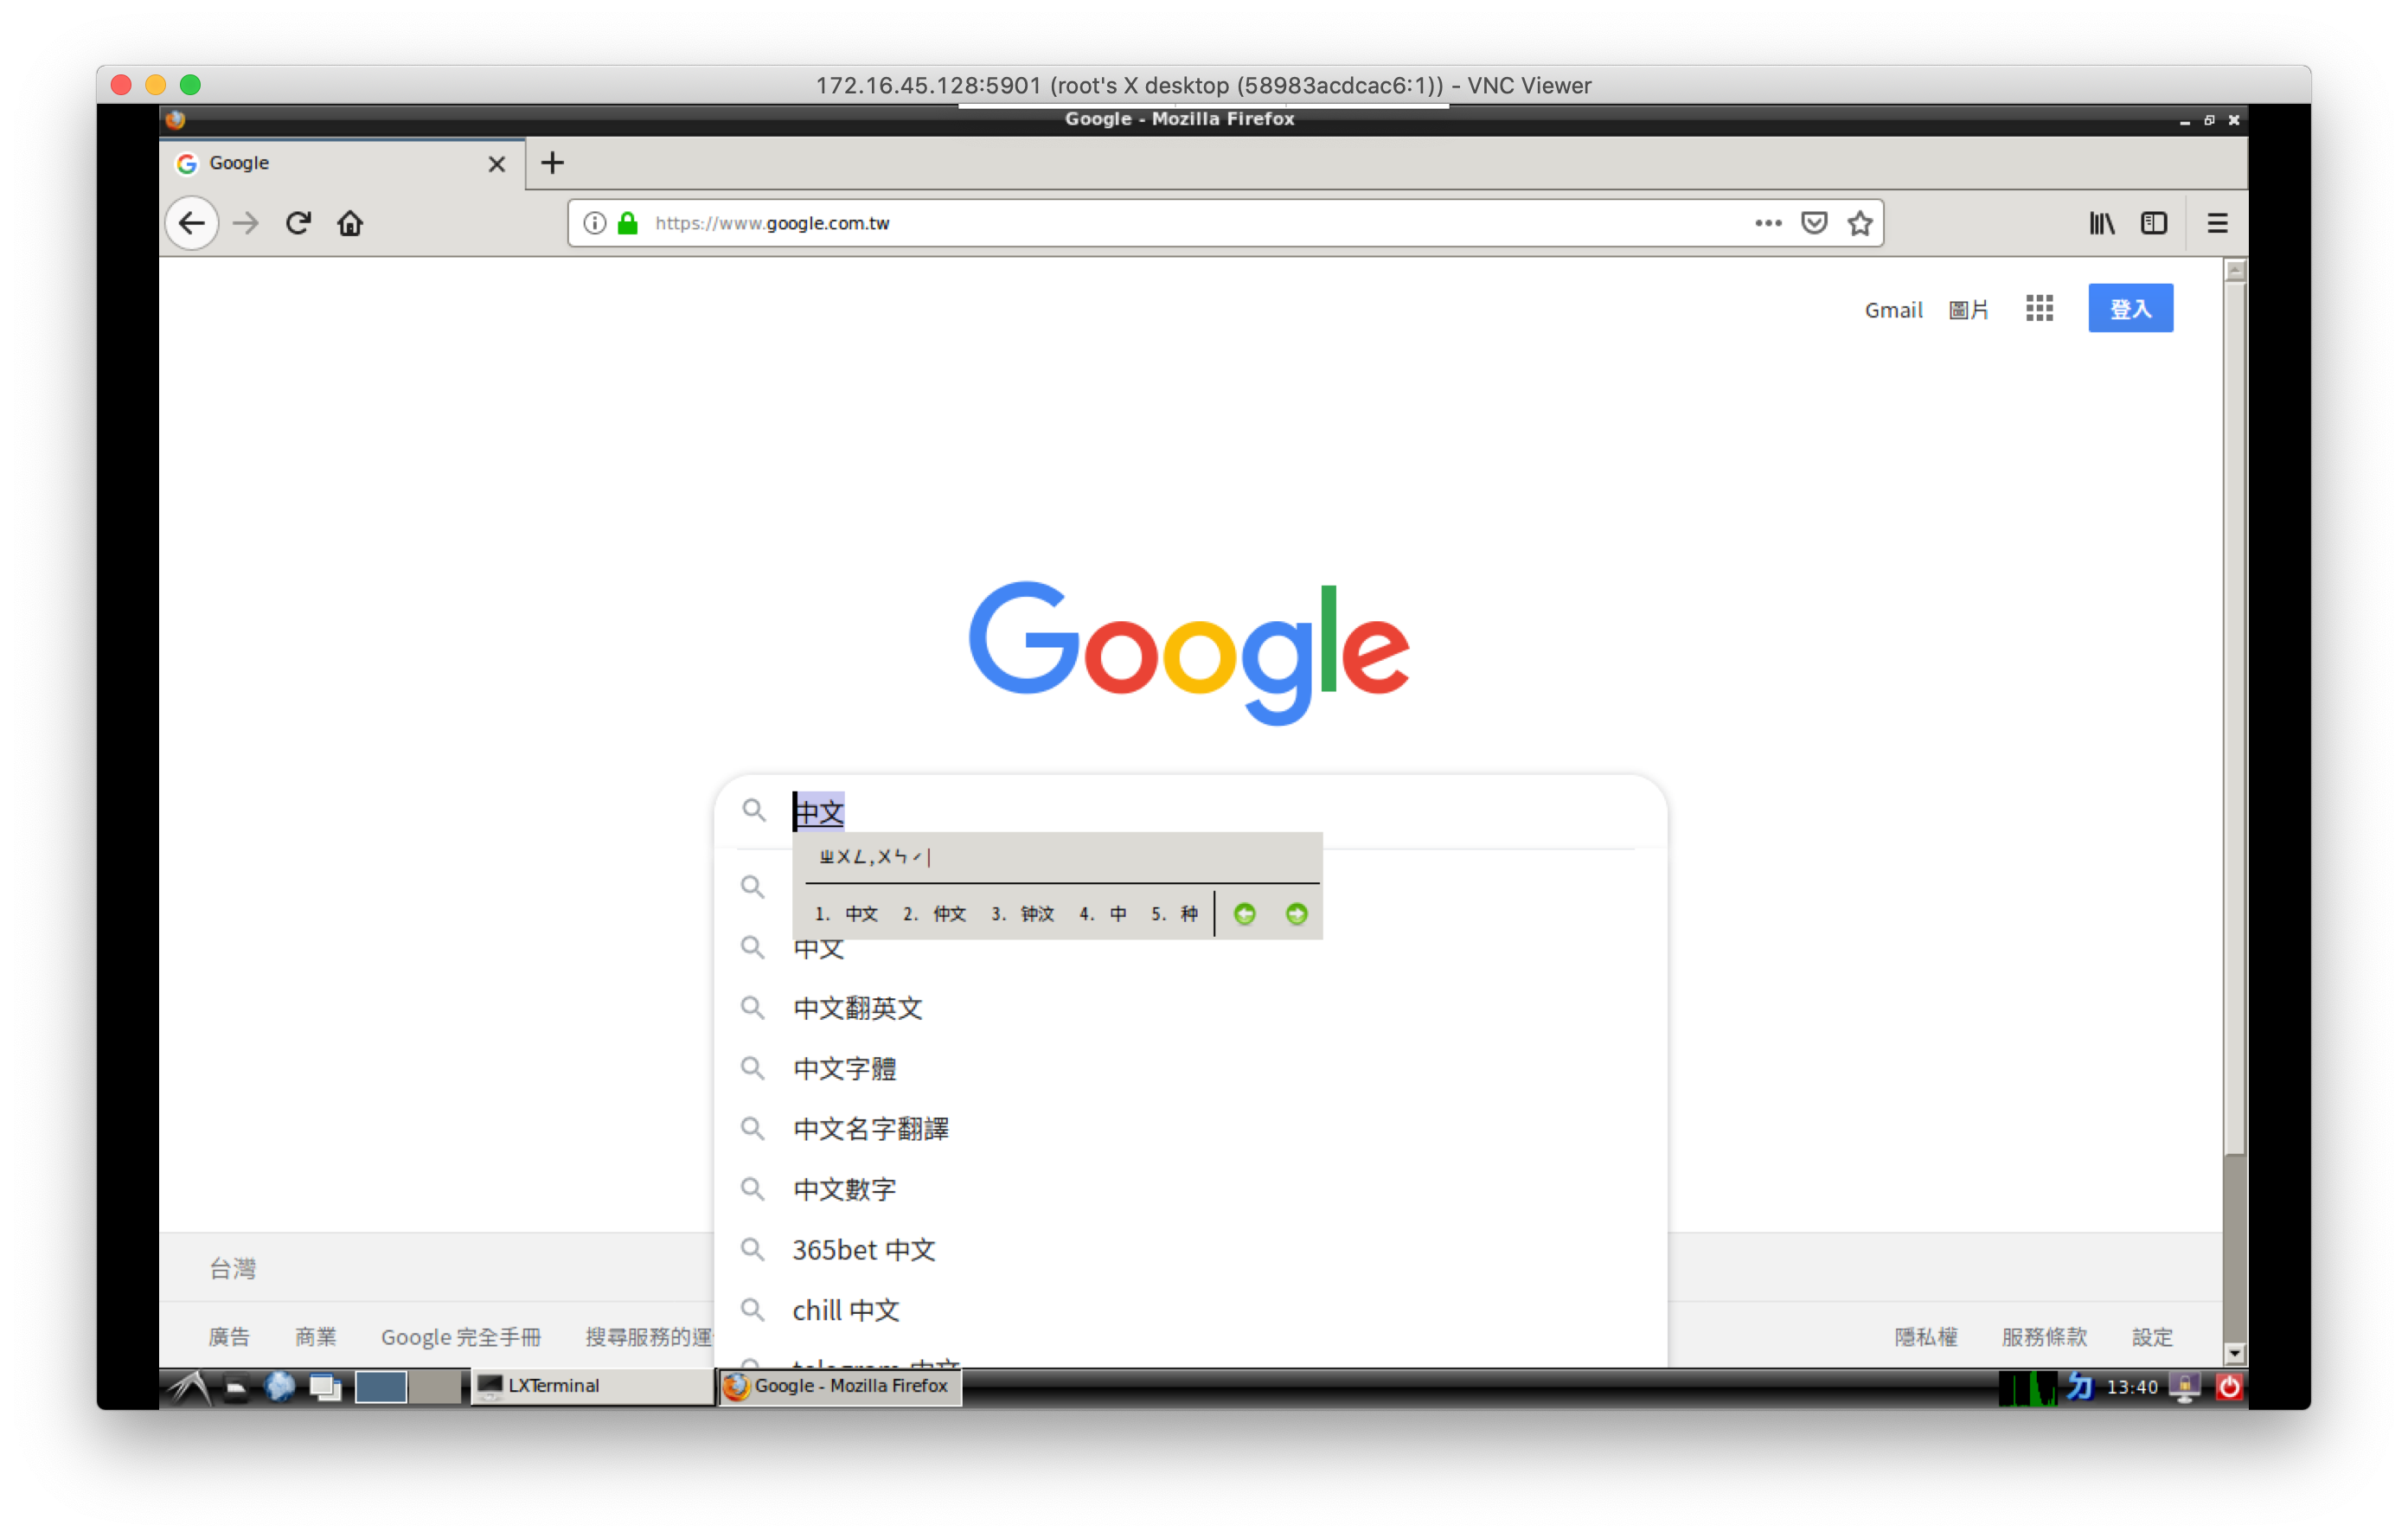 172.16.45.128:5901 (root's X desktop (58983acdcac6:1)) - VNC Viewer
Google - Mozilla Firefox
Google
https://www.google.com.tw
Gmail 圖片 登入
Google
中文
ㄓㄨㄥ,ㄨㄣˊ
1. 中文 2. 仲文 3. 钟汶 4. 中 5. 种
中文
中文翻英文
中文字體
中文名字翻譯
中文數字
365bet 中文
chill 中文
telegram 中文
台灣
廣告 商業 Google 完全手冊 搜尋服務的運 隱私權 服務條款 設定
LXTerminal Google - Mozilla Firefox 13:40